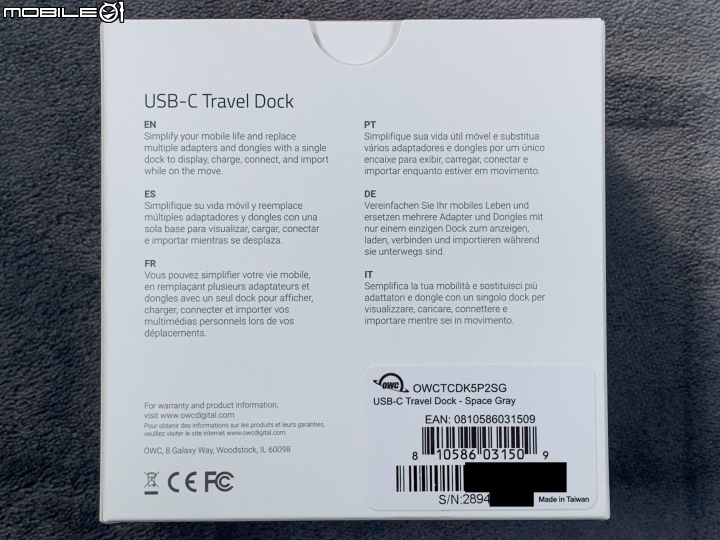 MOBILE01
USB-C Travel Dock
EN
Simplify your mobile life and replace
multiple adapters and dongles with a single
dock to display, charge, connect, and import
while on the move.
ES
Simplifique su vida móvil y reemplace
múltiples adaptadores y dongles con una
sola base para visualizar, cargar, conectar
e importar mientras se desplaza.
FR
Vous pouvez simplifier votre vie mobile,
en remplaçant plusieurs adaptateurs et
dongles avec un seul dock pour afficher,
charger, connecter et importer vos
multimédias personnels lors de vos
déplacements.
PT
Simplifique sua vida útil móvel e substitua
vários adaptadores e dongles por um único
encaixe para exibir, carregar, conectar e
importar enquanto estiver em movimento.
DE
Vereinfachen Sie Ihr mobiles Leben und
ersetzen mehrere Adapter und Dongles mit
nur einem einzigen Dock zum anzeigen,
laden, verbinden und importieren während
sie unterwegs sind.
IT
Semplifica la tua mobilità e sostituisci più
adattatori e dongle con un singolo dock per
visualizzare, caricare, connettere e
importare mentre sei in movimento.
For warranty and product information,
visit www.owcdigital.com
Pour obtenir des informations sur les produits et leurs garanties,
veuillez visiter le site internet www.owcdigital.com
OWC, 8 Galaxy Way, Woodstock, IL 60098
CE FC
OWC OWCTCDK5P2SG
USB-C Travel Dock - Space Gray
EAN: 0810586031509
8 10586 03150 9
S/N:2894
Made in Taiwan